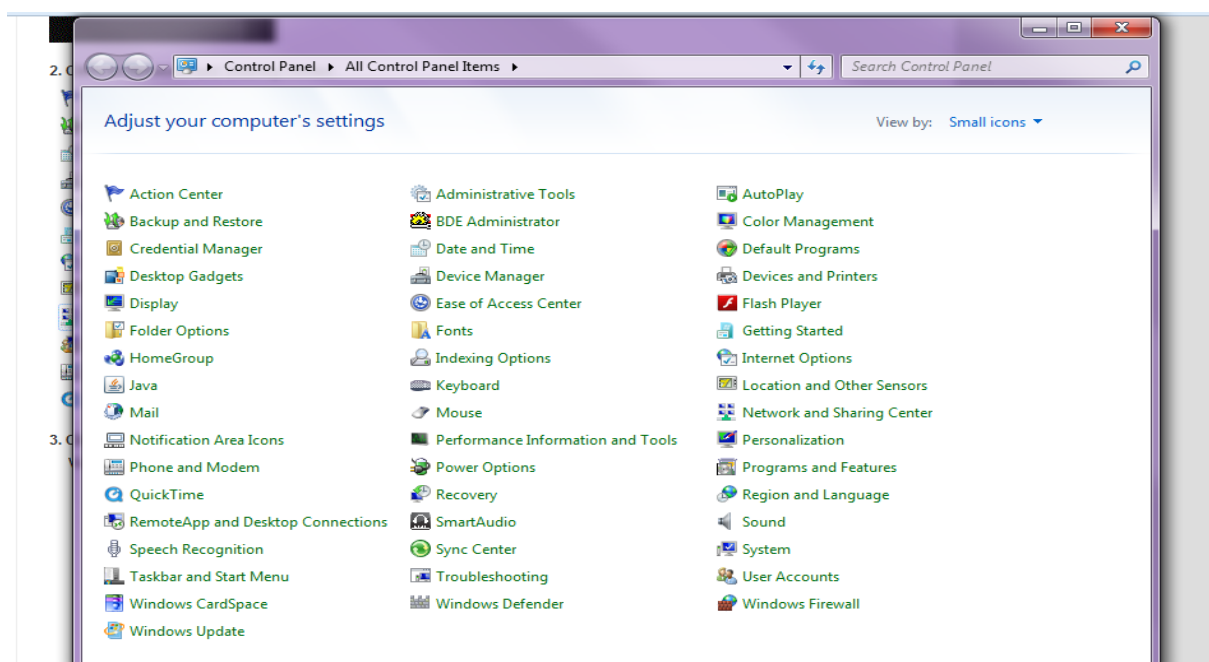 2. C
Control Panel ▸ All Control Panel Items ▸ Search Control Panel
Adjust your computer's settings View by: Small icons
Action Center Administrative Tools AutoPlay
Backup and Restore BDE Administrator Color Management
Credential Manager Date and Time Default Programs
Desktop Gadgets Device Manager Devices and Printers
Display Ease of Access Center Flash Player
Folder Options Fonts Getting Started
HomeGroup Indexing Options Internet Options
Java Keyboard Location and Other Sensors
Mail Mouse Network and Sharing Center
3. C
Notification Area Icons Performance Information and Tools Personalization
Phone and Modem Power Options Programs and Features
QuickTime Recovery Region and Language
RemoteApp and Desktop Connections SmartAudio Sound
Speech Recognition Sync Center System
Taskbar and Start Menu Troubleshooting User Accounts
Windows CardSpace Windows Defender Windows Firewall
Windows Update